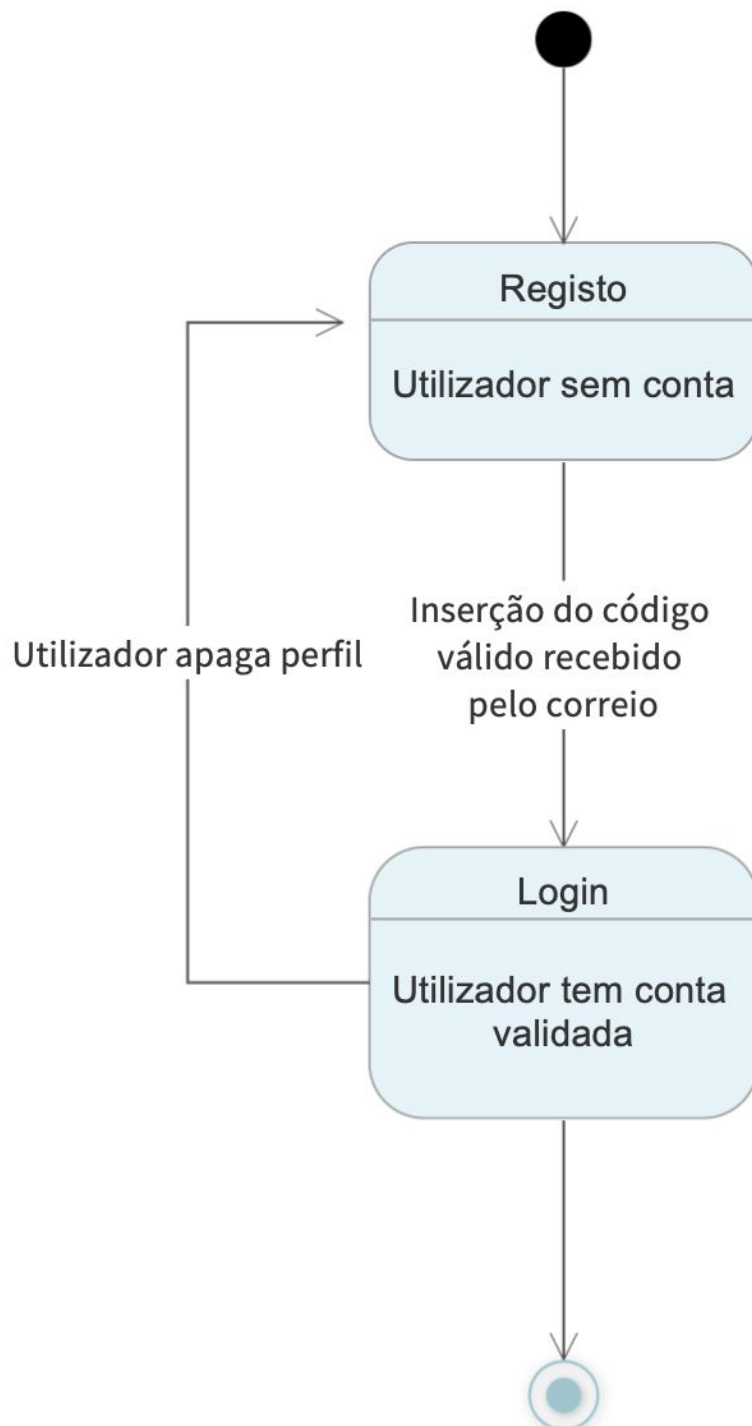 Registo
Utilizador sem conta
Inserção do código
válido recebido
pelo correio
Utilizador apaga perfil
Login
Utilizador tem conta
validada